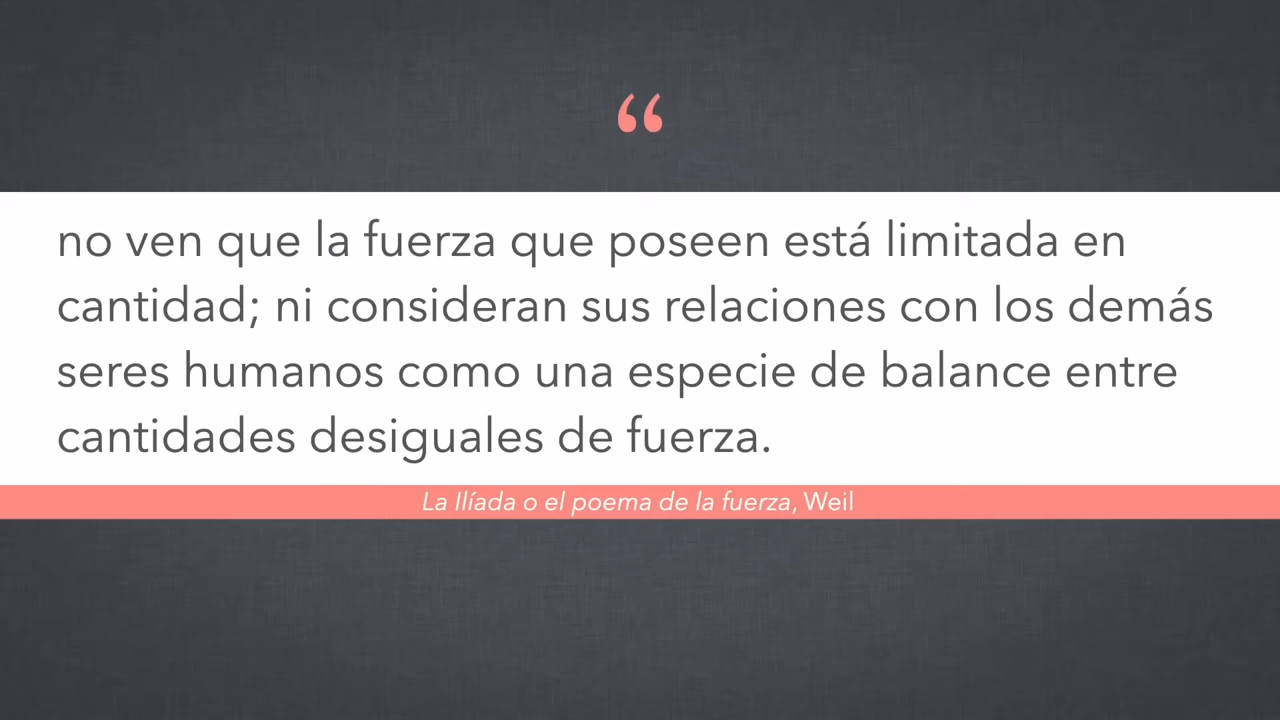 “
no ven que la fuerza que poseen está limitada en
cantidad; ni consideran sus relaciones con los demás
seres humanos como una especie de balance entre
cantidades desiguales de fuerza.
La Ilíada o el poema de la fuerza, Weil